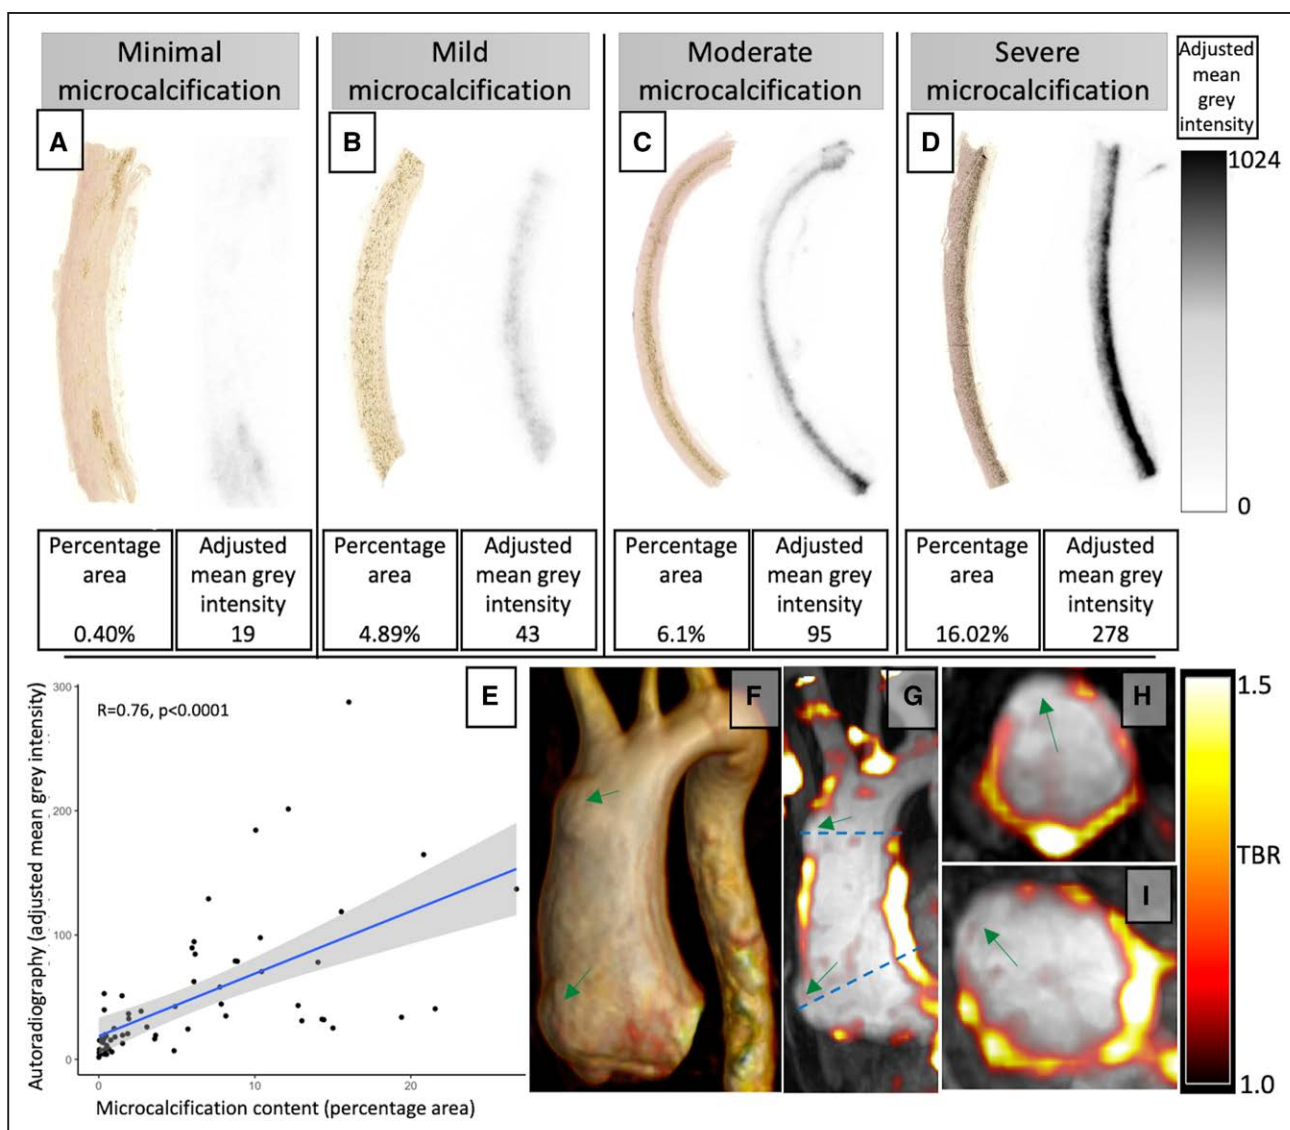 Minimal
microcalcification
Mild
microcalcification
Moderate
microcalcification
Severe
microcalcification
Adjusted
mean
grey
intensity
A
B
C
D
1024
0
Percentage
area
0.40%
Adjusted
mean grey
intensity
19
Percentage
area
4.89%
Adjusted
mean grey
intensity
43
Percentage
area
6.1%
Adjusted
mean grey
intensity
95
Percentage
area
16.02%
Adjusted
mean grey
intensity
278
E
R=0.76, p<0.0001
Autoradiography (adjusted mean grey intensity)
300
200
100
0
0
10
20
Microcalcification content (percentage area)
F
G
H
I
1.5
TBR
1.0